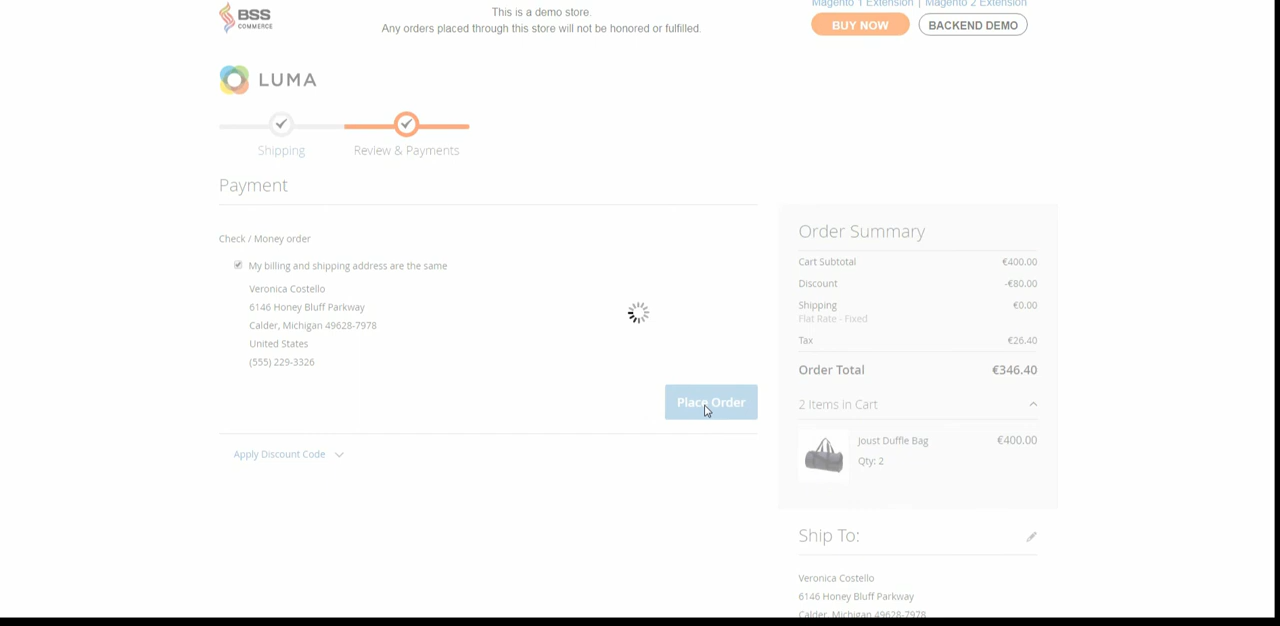 BSS
COMMERCE
This is a demo store.
Any orders placed through this store will not be honored or fulfilled.
Magento 1 Extension | Magento 2 Extension
BUY NOW
BACKEND DEMO
LUMA
Shipping
Review & Payments
Payment
Check / Money order
My billing and shipping address are the same
Veronica Costello
6146 Honey Bluff Parkway
Calder, Michigan 49628-7978
United States
(555) 229-3326
Place Order
Apply Discount Code
Order Summary
Cart Subtotal €400.00
Discount -€80.00
Shipping €0.00
Flat Rate - Fixed
Tax €26.40
Order Total €346.40
2 Items in Cart
Joust Duffle Bag €400.00
Qty: 2
Ship To:
Veronica Costello
6146 Honey Bluff Parkway
Calder, Michigan 49628-7978